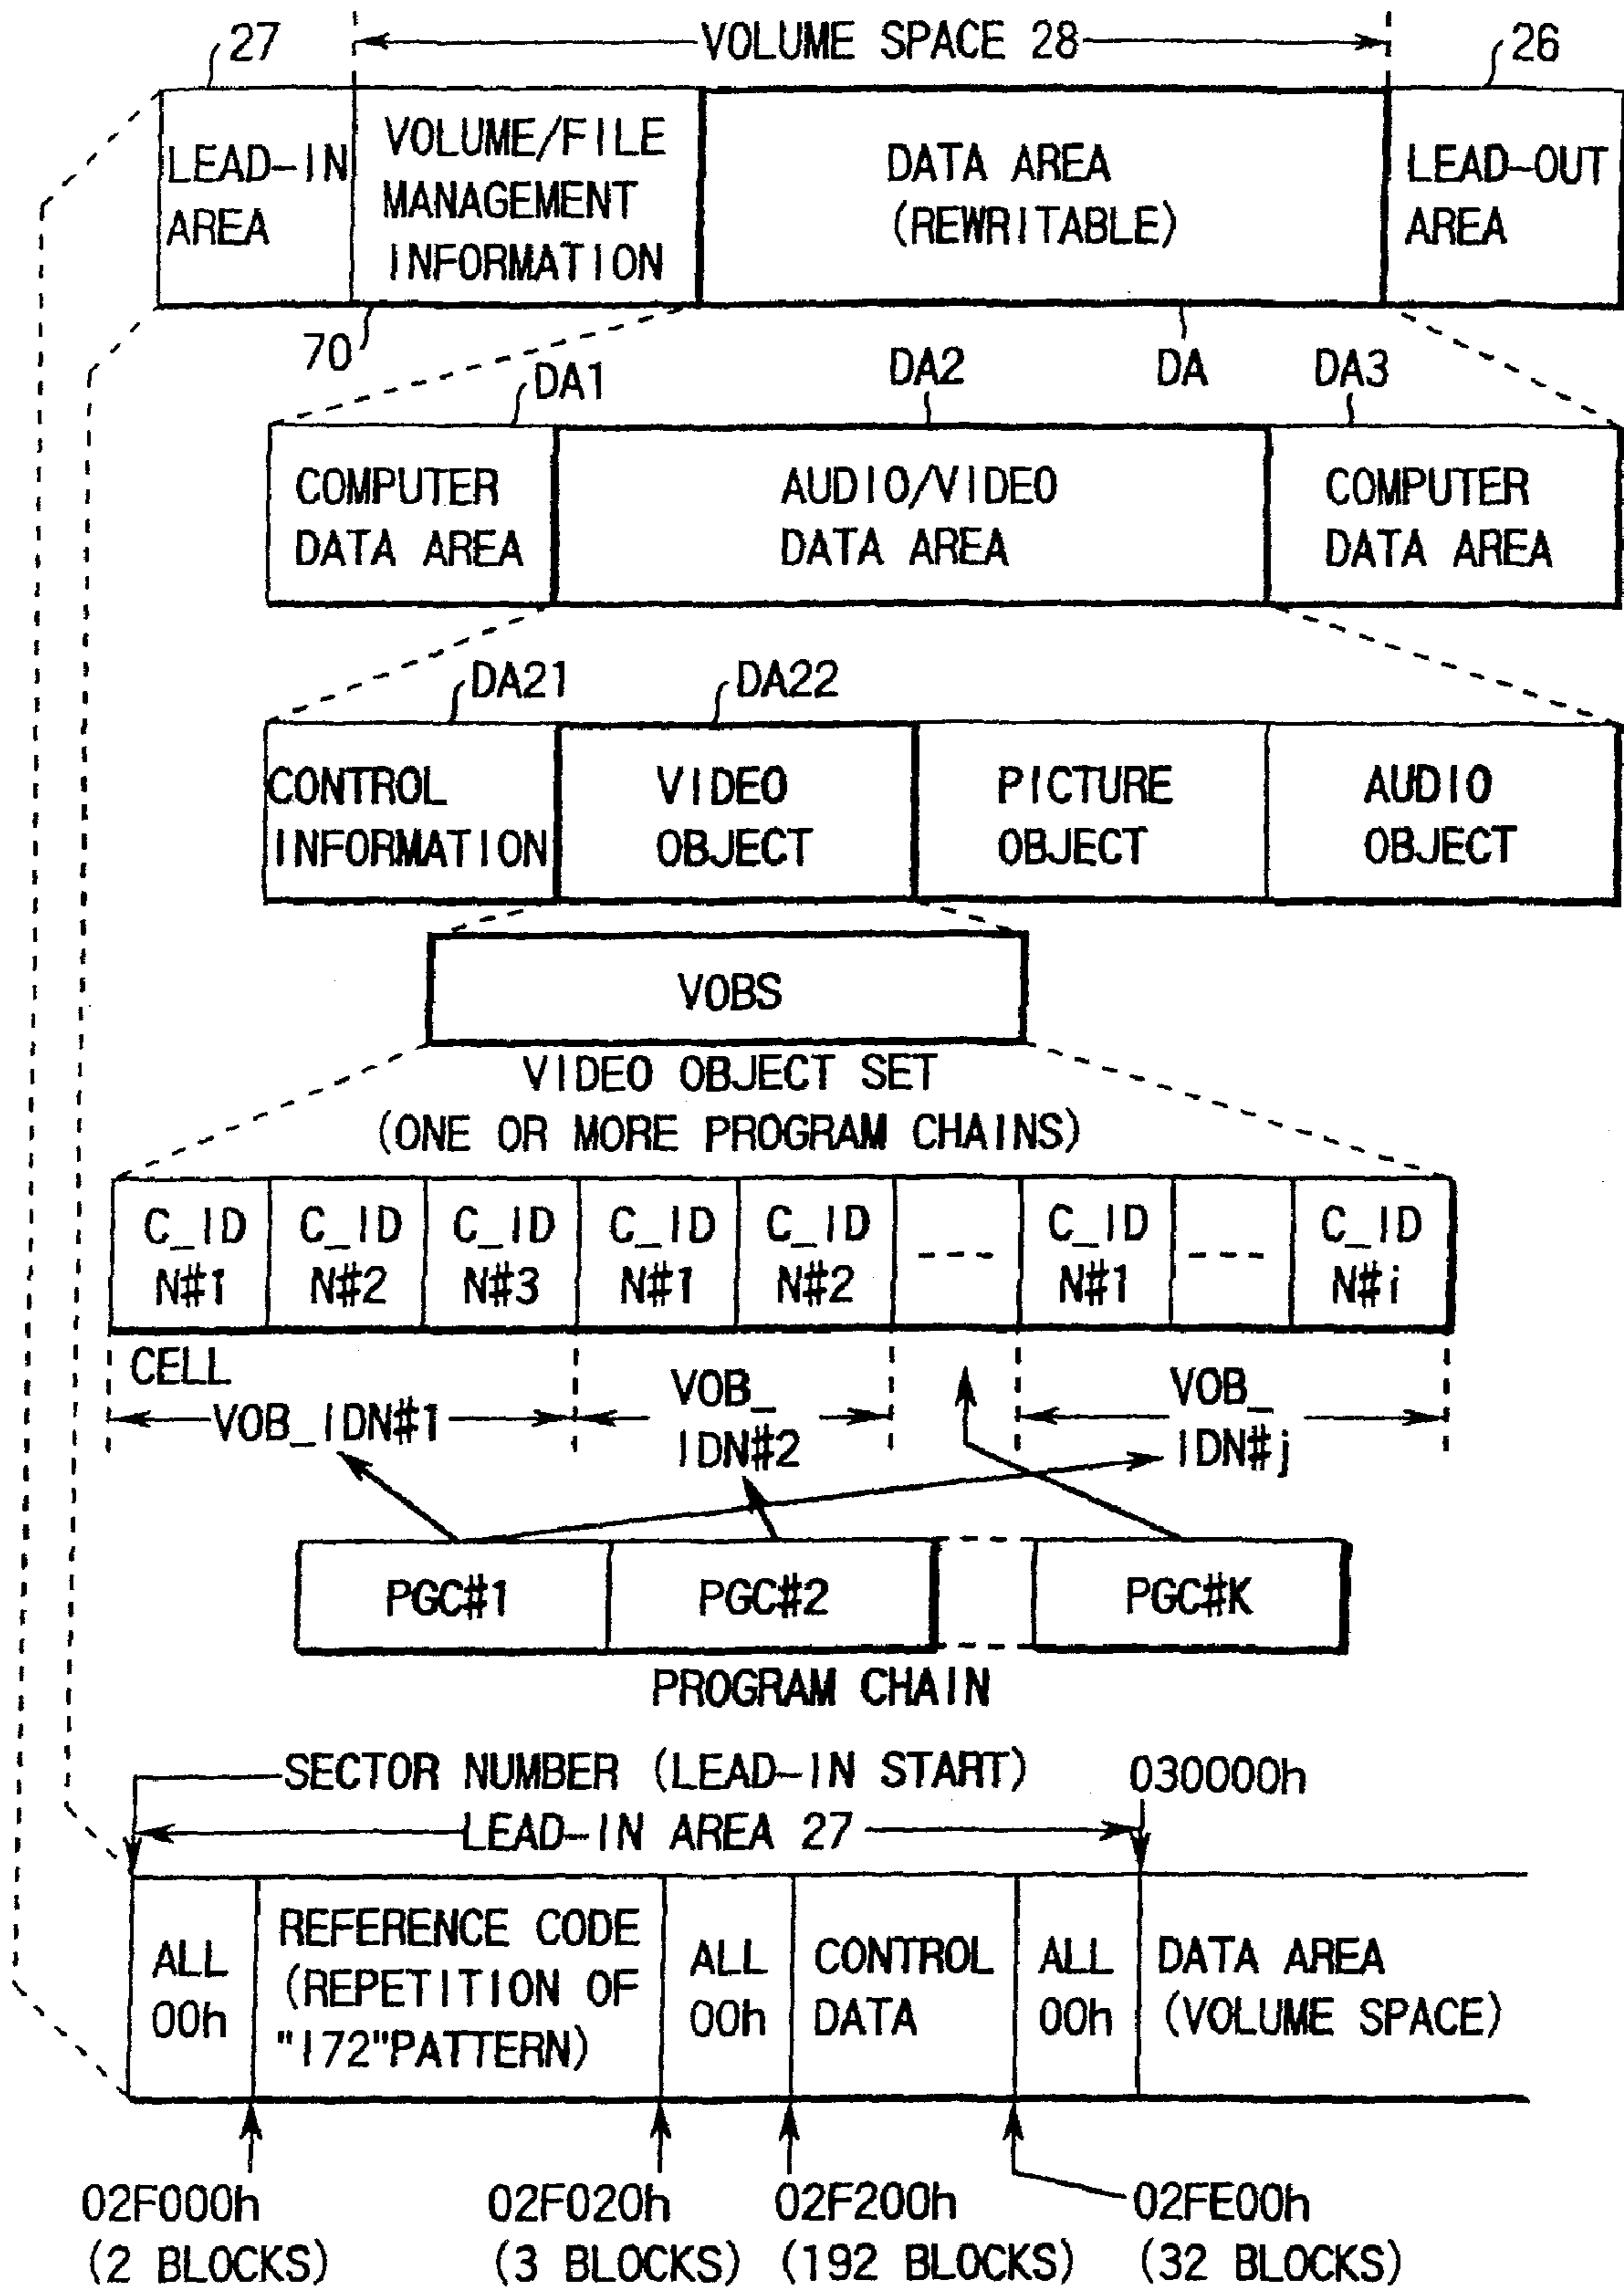 27
VOLUME SPACE 28
26
LEAD-IN
AREA
VOLUME/FILE
MANAGEMENT
INFORMATION
DATA AREA
(REWRITABLE)
LEAD-OUT
AREA
70
DA1
DA2
DA
DA3
COMPUTER
DATA AREA
AUDIO/VIDEO
DATA AREA
COMPUTER
DATA AREA
DA21
DA22
CONTROL
INFORMATION
VIDEO
OBJECT
PICTURE
OBJECT
AUDIO
OBJECT
VOBS
VIDEO OBJECT SET
(ONE OR MORE PROGRAM CHAINS)
C_ID
N#1
C_ID
N#2
C_ID
N#3
C_ID
N#1
C_ID
N#2
----
C_ID
N#1
----
C_ID
N#i
CELL
VOB_IDN#1
VOB_
IDN#2
VOB_
IDN#j
PGC#1
PGC#2
PGC#K
PROGRAM CHAIN
SECTOR NUMBER (LEAD-IN START)
030000h
LEAD-IN AREA 27
ALL
00h
REFERENCE CODE
(REPETITION OF
"172"PATTERN)
ALL
00h
CONTROL
DATA
ALL
00h
DATA AREA
(VOLUME SPACE)
02F000h
(2 BLOCKS)
02F020h
(3 BLOCKS)
02F200h
(192 BLOCKS)
02FE00h
(32 BLOCKS)